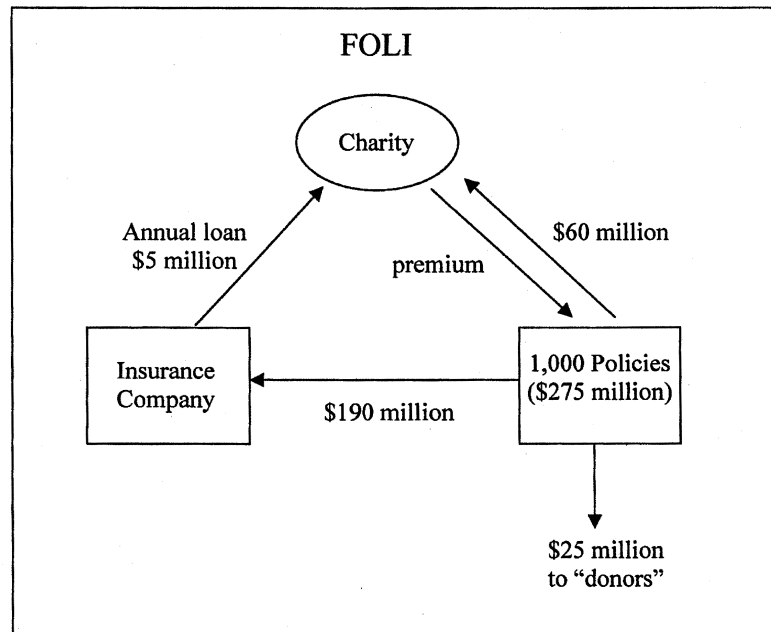 FOLI
Charity
Annual loan
$5 million
premium
$60 million
Insurance
Company
$190 million
1,000 Policies
($275 million)
$25 million
to “donors”